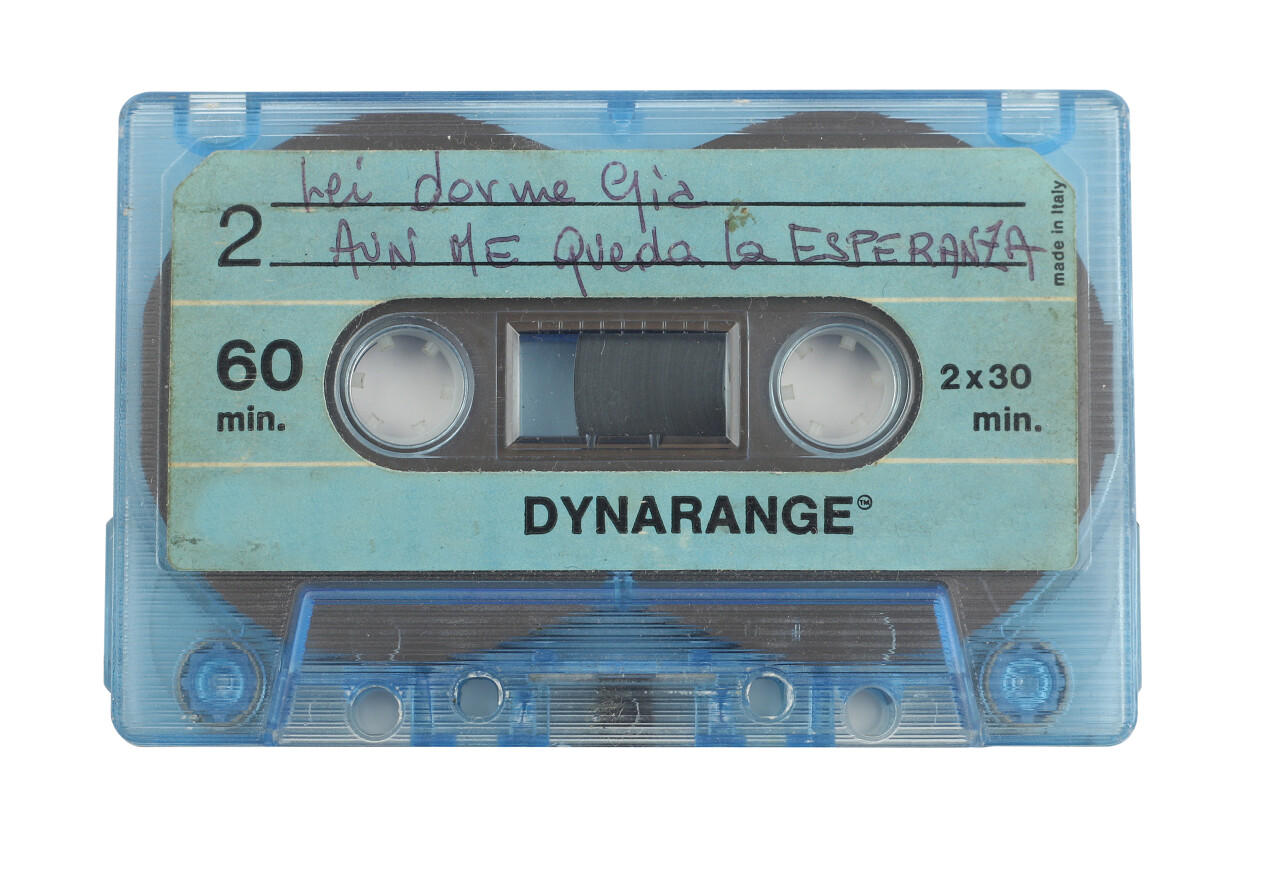 Lei dorme Già
2
AUN ME Queda la ESPERANZA
made in Italy
60
min.
2x30
min.
DYNARANGE™